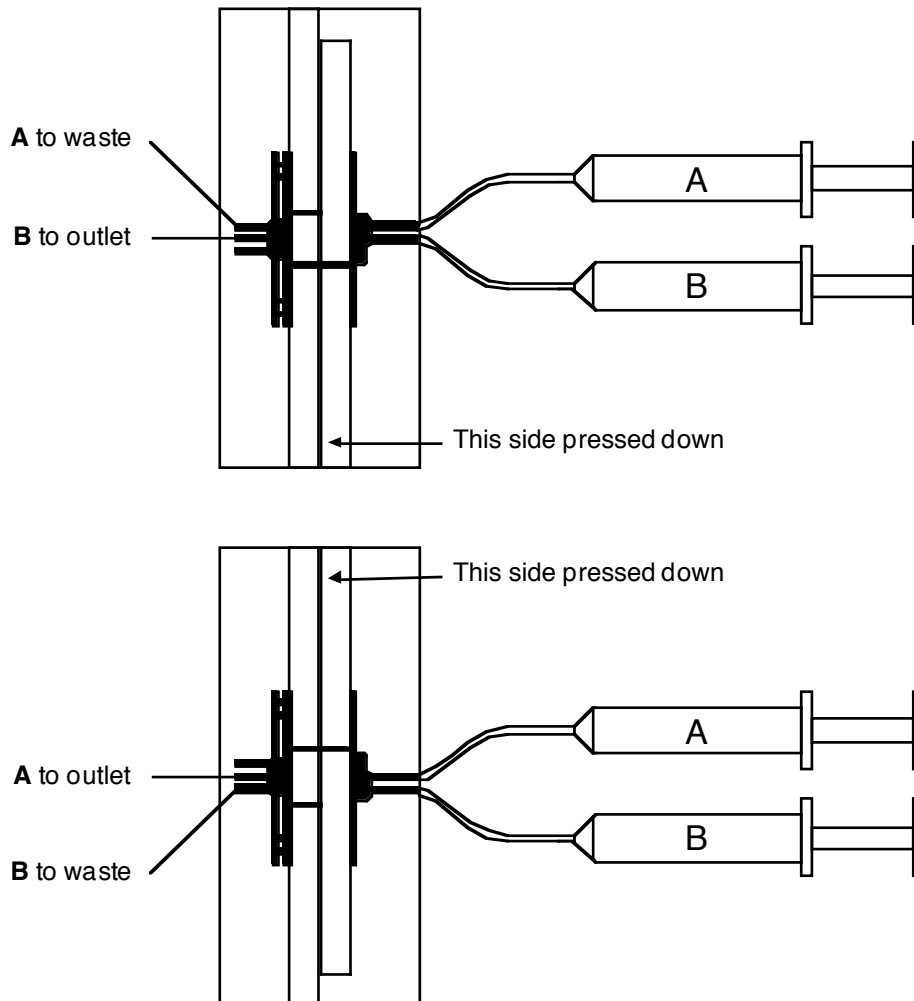 A to waste
A
B to outlet
B
This side pressed down
This side pressed down
A
A to outlet
B
B to waste